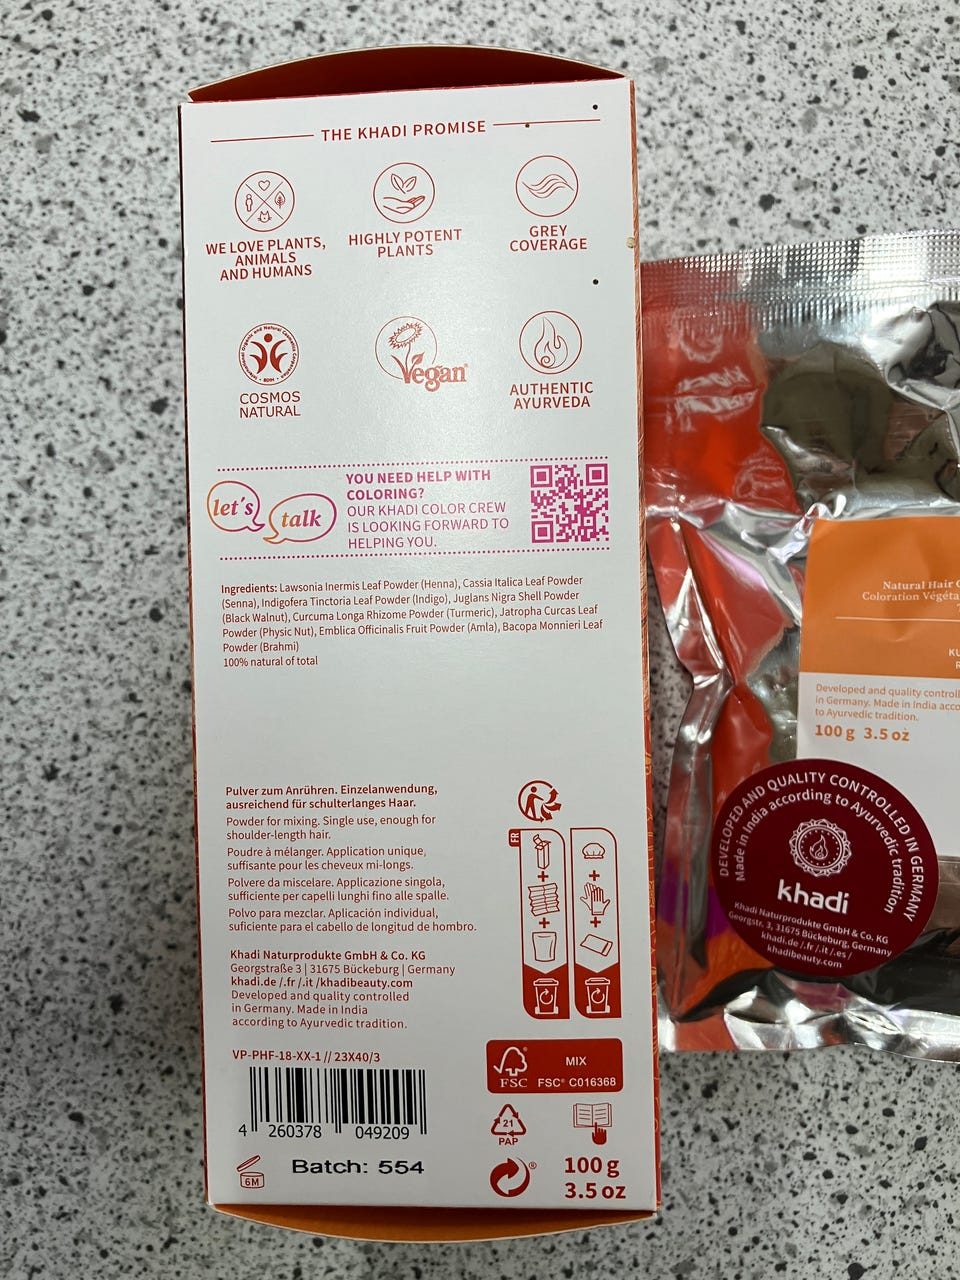 THE KHADI PROMISE
WE LOVE PLANTS,
ANIMALS
AND HUMANS
HIGHLY POTENT
PLANTS
GREY
COVERAGE
COSMOS
NATURAL
Vegan
AUTHENTIC
AYURVEDA
let's
talk
YOU NEED HELP WITH
COLORING?
OUR KHADI COLOR CREW
IS LOOKING FORWARD TO
HELPING YOU.
Ingredients: Lawsonia Inermis Leaf Powder (Henna), Cassia Italica Leaf Powder
(Senna), Indigofera Tinctoria Leaf Powder (Indigo), Juglans Nigra Shell Powder
(Black Walnut), Curcuma Longa Rhizome Powder (Turmeric), Jatropha Curcas Leaf
Powder (Physic Nut), Emblica Officinalis Fruit Powder (Amla), Bacopa Monnieri Leaf
Powder (Brahmi)
100% natural of total
Pulver zum Anrühren. Einzelanwendung,
ausreichend für schulterlanges Haar.
Powder for mixing. Single use, enough for
shoulder-length hair.
Poudre à mélanger. Application unique,
suffisante pour les cheveux mi-longs.
Polvere da miscelare. Applicazione singola,
sufficiente per capelli lunghi fino alle spalle.
Polvo para mezclar. Aplicación individual,
suficiente para el cabello de longitud de hombro.
Khadi Naturprodukte GmbH & Co. KG
Georgstraße 3 | 31675 Bückeburg | Germany
khadi.de /.fr /.it /khadibeauty.com
Developed and quality controlled
in Germany. Made in India
according to Ayurvedic tradition.
FR
VP-PHF-18-XX-1 // 23X40/3
4 260378 049209
Batch: 554
6M
FSC
MIX
FSC® C016368
21
PAP
100 g
3.5 oz
Natural Hair
Coloration
Developed and quality
in Germany. Made in India
to Ayurvedic tradition.
100 g 3.5 oz
DEVELOPED AND QUALITY CONTROLLED IN GERMANY
Made in India according to Ayurvedic tradition
khadi
Khadi Naturprodukte GmbH & Co. KG
Georgstr. 3, 31675 Bückeburg, Germany
khadi.de /.fr /.it /.es /
khadibeauty.com